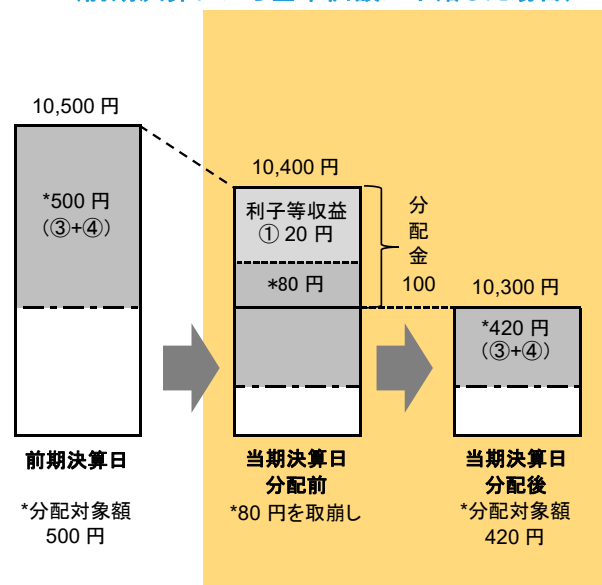 10,500 円
*500 円
(③+④)
前期決算日
*分配対象額
500 円
10,400 円
利子等収益
① 20 円
*80 円
分
配
金
100
当期決算日
分配前
*80 円を取崩し
10,300 円
*420 円
(③+④)
当期決算日
分配後
*分配対象額
420 円